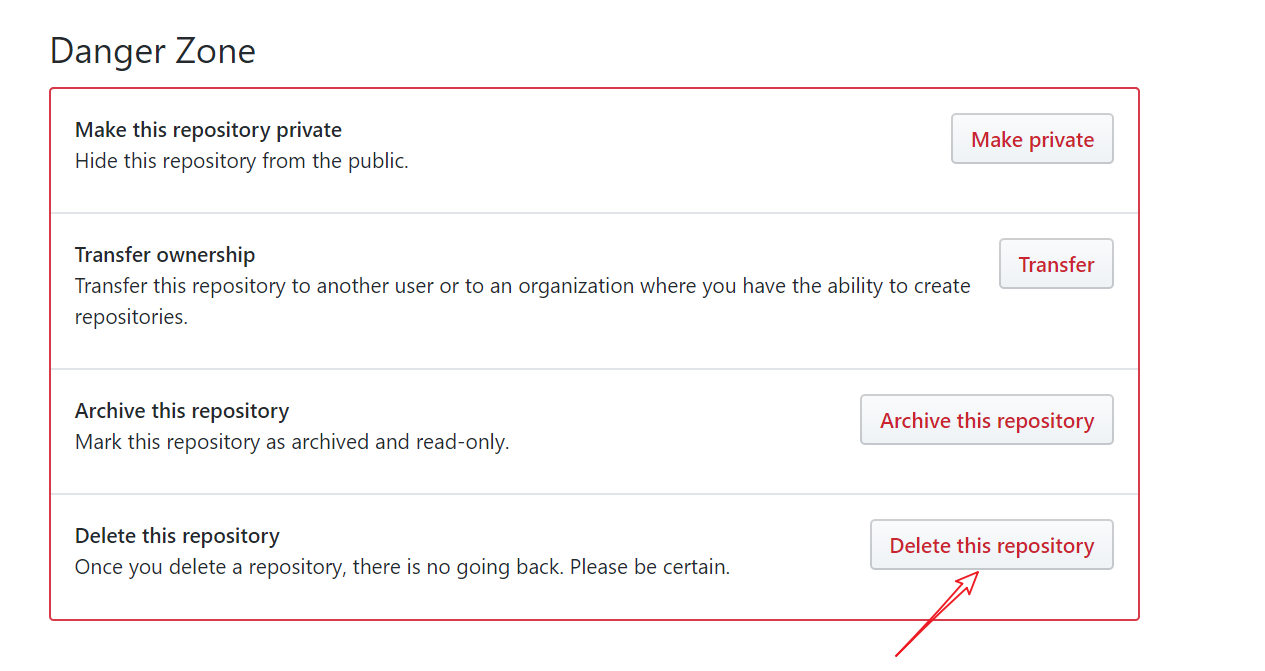 Danger Zone
Make this repository private
Hide this repository from the public.
Make private
Transfer ownership
Transfer this repository to another user or to an organization where you have the ability to create
repositories.
Transfer
Archive this repository
Mark this repository as archived and read-only.
Archive this repository
Delete this repository
Once you delete a repository, there is no going back. Please be certain.
Delete this repository